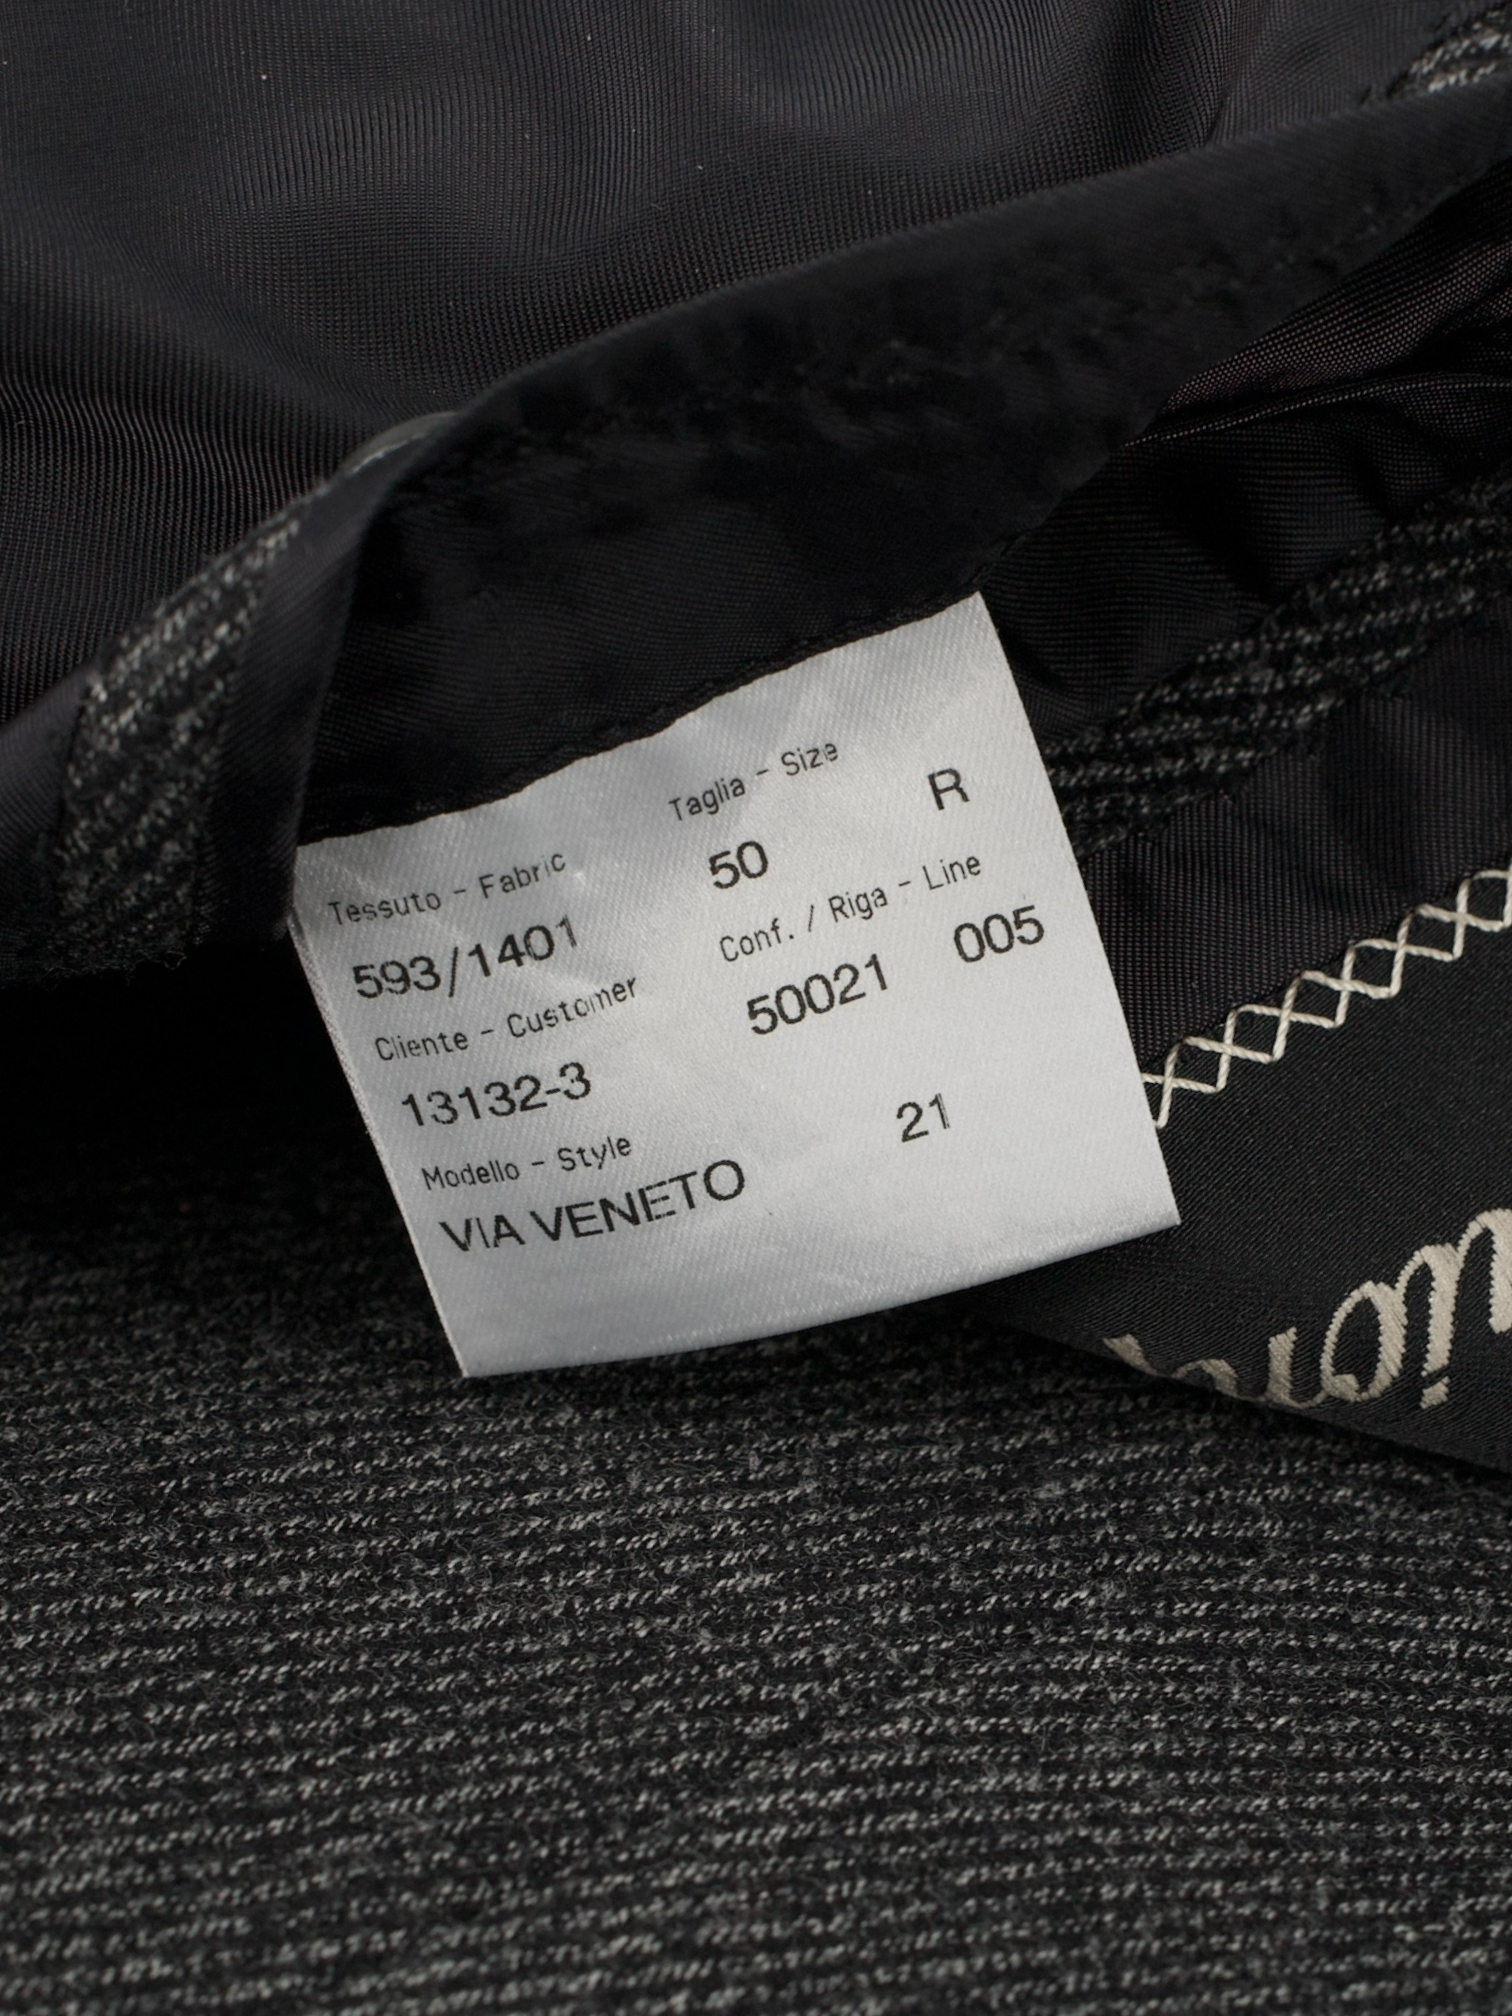 Taglia - Size
50 R
Tessuto - Fabric
593/1401
Conf. / Riga - Line
50021 005
Cliente - Customer
13132-3
21
Modello - Style
VIA VENETO